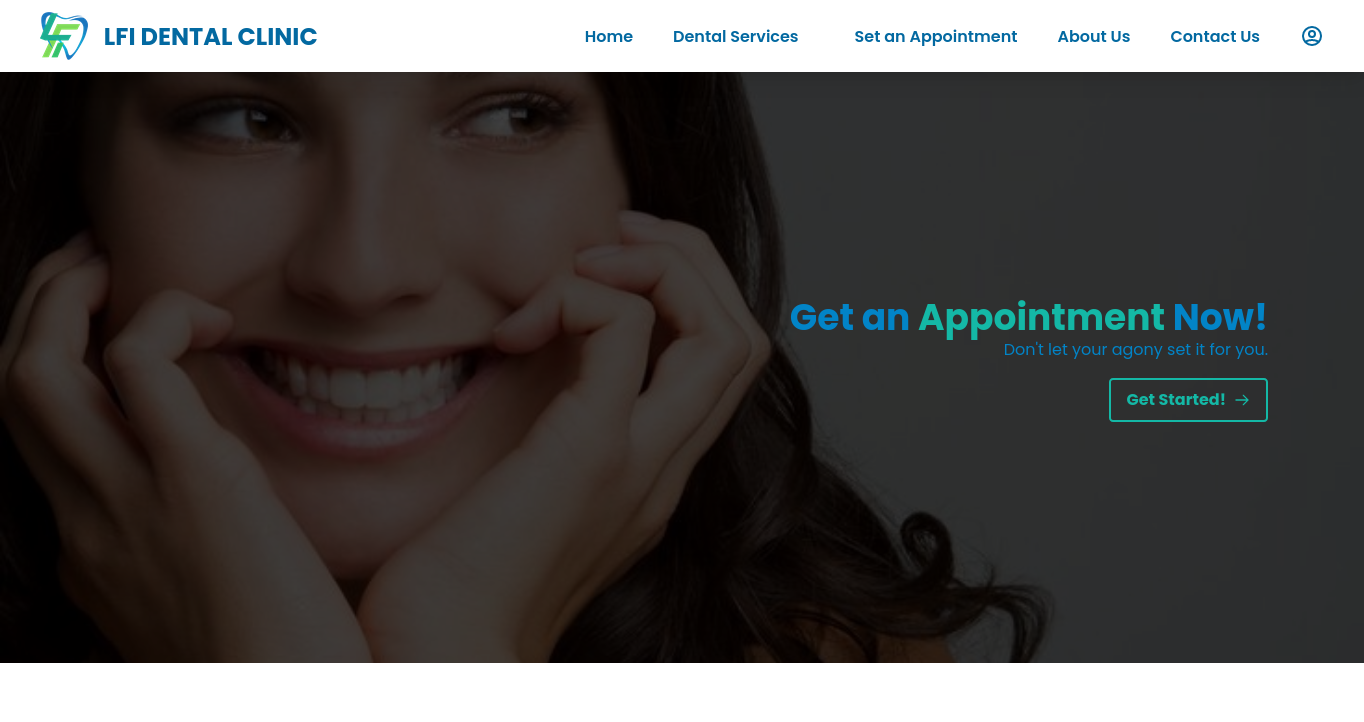 LFI DENTAL CLINIC
Home Dental Services Set an Appointment About Us Contact Us
Get an Appointment Now!
Don't let your agony set it for you.
Get Started!